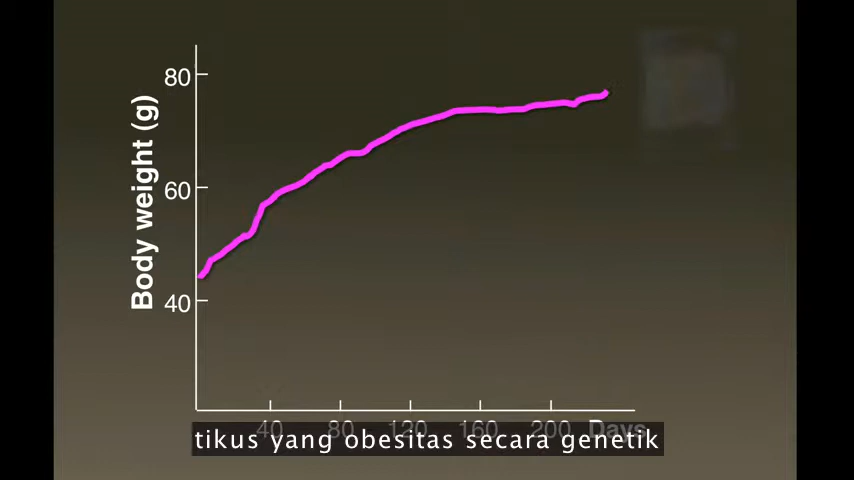 80
60
40
Body weight (g)
40 80 120 160 200 Days
tikus yang obesitas secara genetik